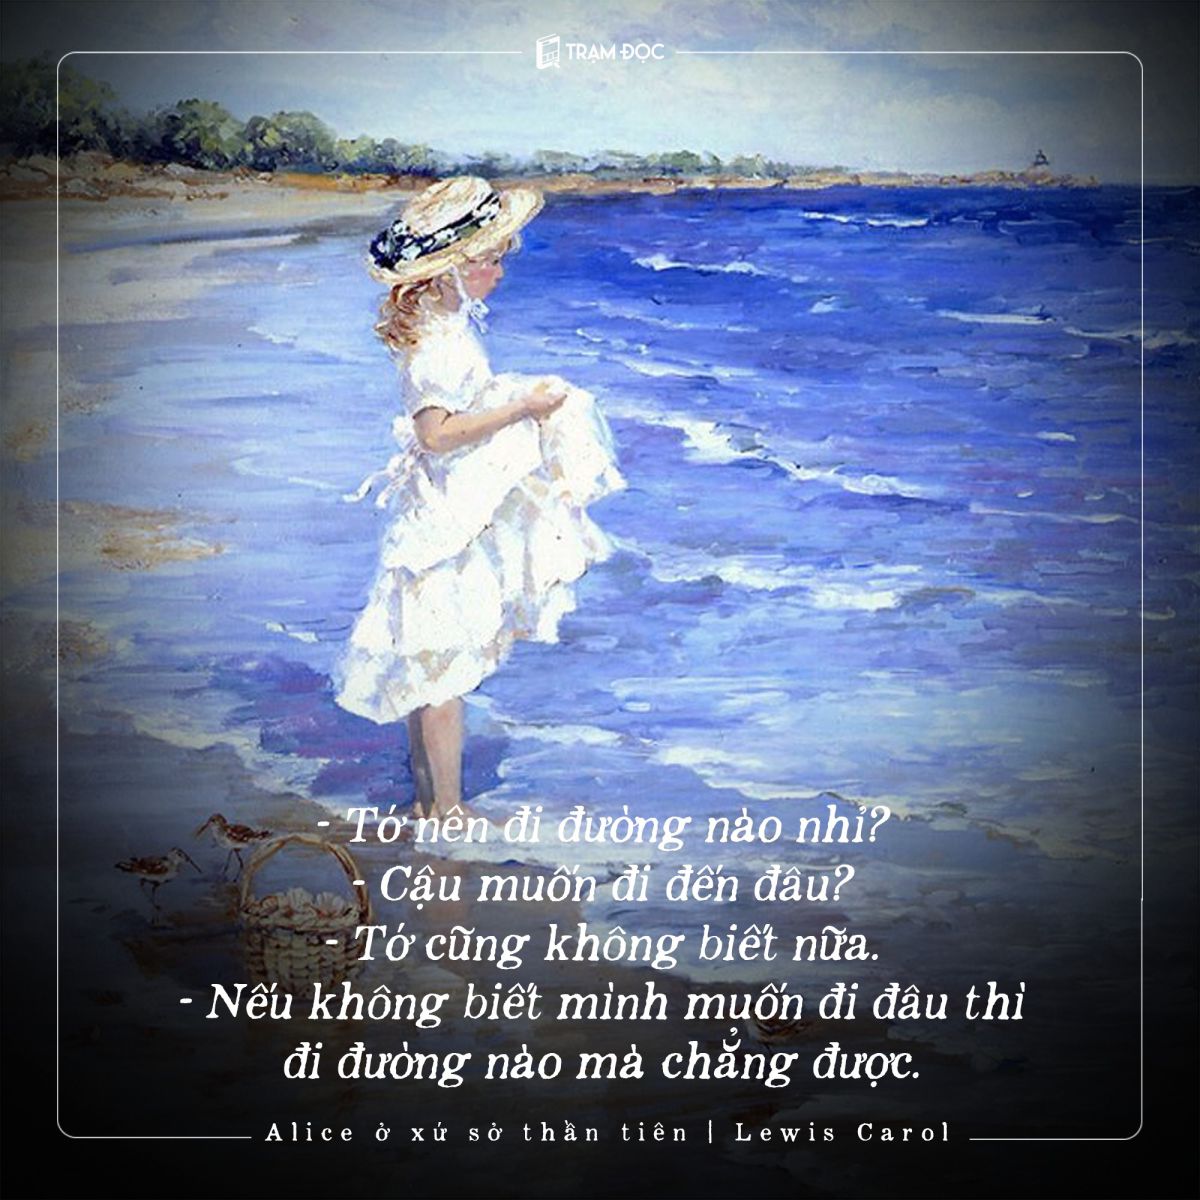 TRẠM ĐỌC
- Tớ nên đi đường nào nhỉ?
- Cậu muốn đi đến đâu?
- Tớ cũng không biết nữa.
- Nếu không biết mình muốn đi đâu thì
đi đường nào mà chẳng được.
Alice ở xứ sở thần tiên | Lewis Carol